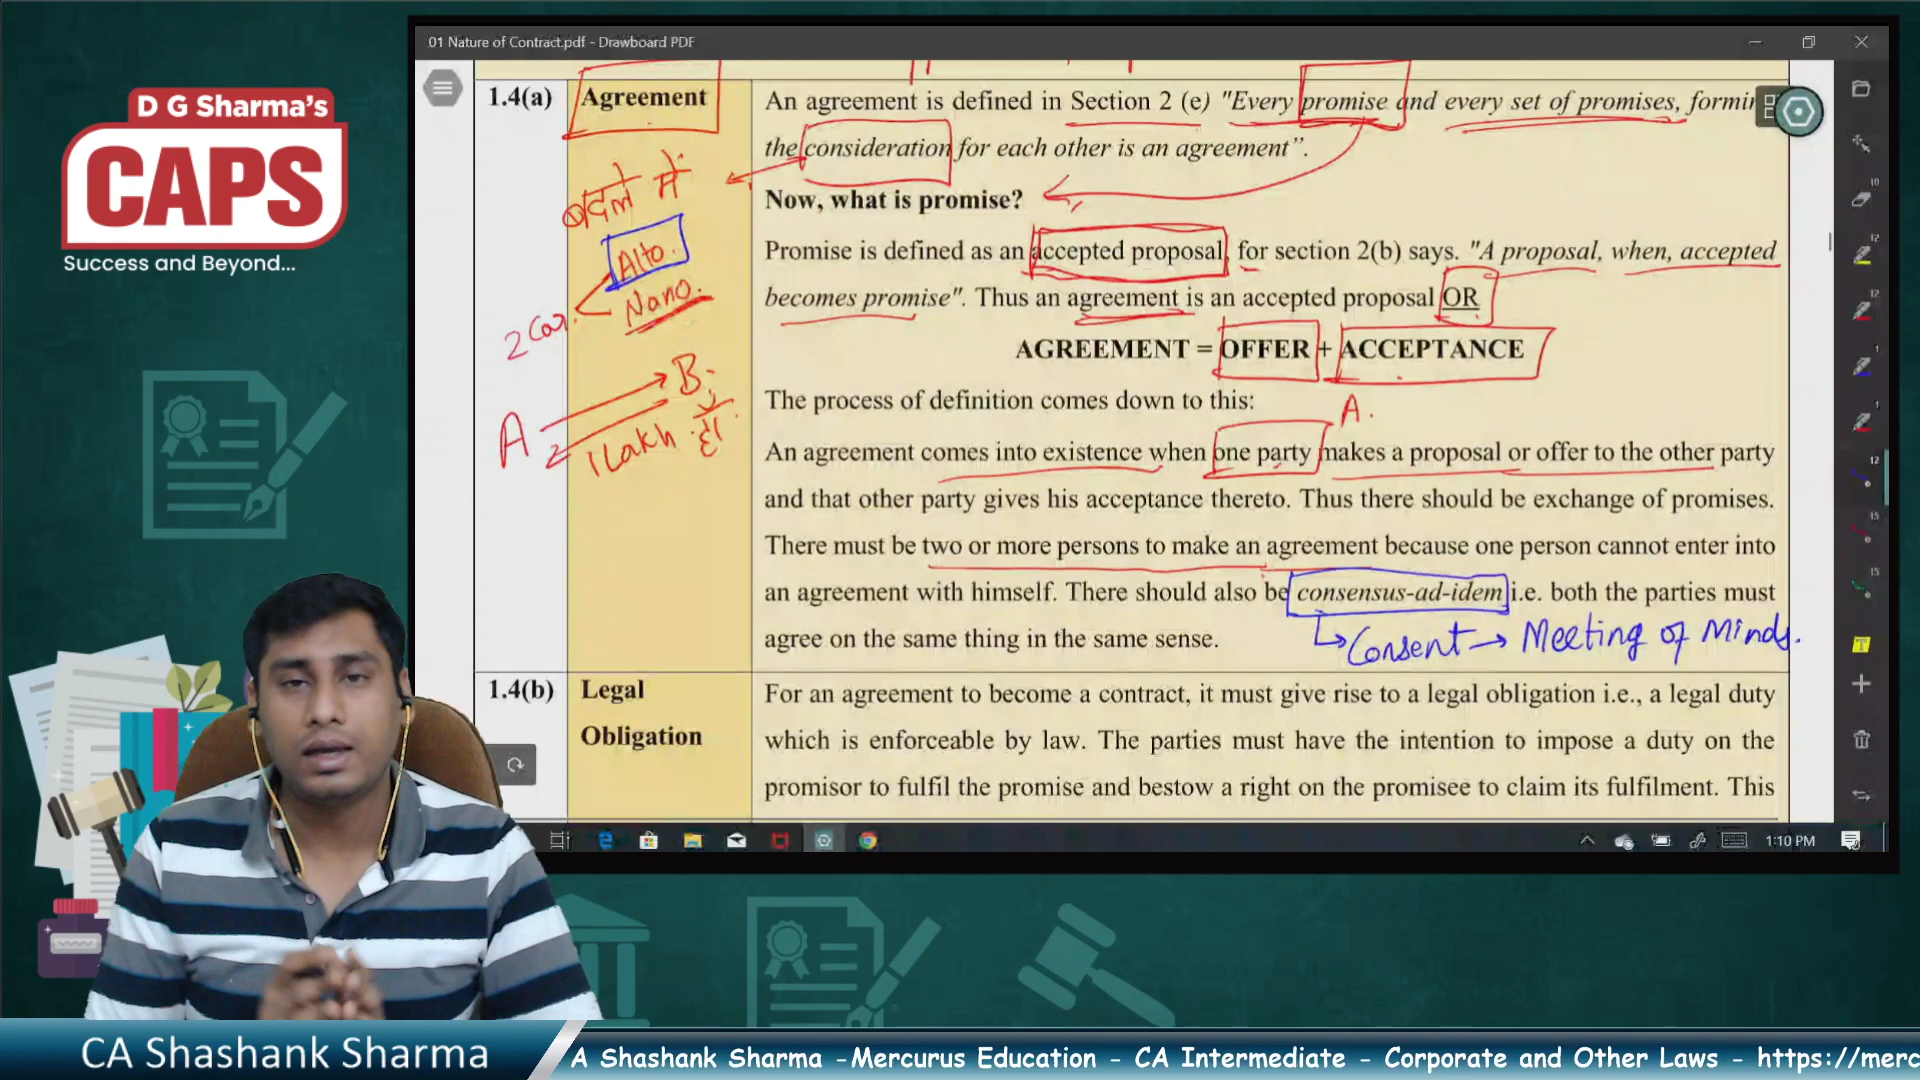 01 Nature of Contract.pdf - Drawboard PDF
D G Sharma's
CAPS
Success and Beyond...
1.4(a) Agreement
An agreement is defined in Section 2 (e) "Every promise and every set of promises, formin
the consideration for each other is an agreement".
Now, what is promise?
Promise is defined as an accepted proposal, for section 2(b) says. "A proposal, when, accepted
becomes promise". Thus an agreement is an accepted proposal OR
AGREEMENT = OFFER + ACCEPTANCE
The process of definition comes down to this:
A.
An agreement comes into existence when one party makes a proposal or offer to the other party
and that other party gives his acceptance thereto. Thus there should be exchange of promises.
There must be two or more persons to make an agreement because one person cannot enter into
an agreement with himself. There should also be consensus-ad-idem i.e. both the parties must
agree on the same thing in the same sense.
Consent → Meeting of Minds.
Alto.
Nano.
2 Car.
A
B
1 Lakh
1.4(b) Legal
Obligation
For an agreement to become a contract, it must give rise to a legal obligation i.e., a legal duty
which is enforceable by law. The parties must have the intention to impose a duty on the
promisor to fulfil the promise and bestow a right on the promisee to claim its fulfilment. This
1:10 PM
CA Shashank Sharma
A Shashank Sharma -Mercurus Education - CA Intermediate - Corporate and Other Laws - https://merc